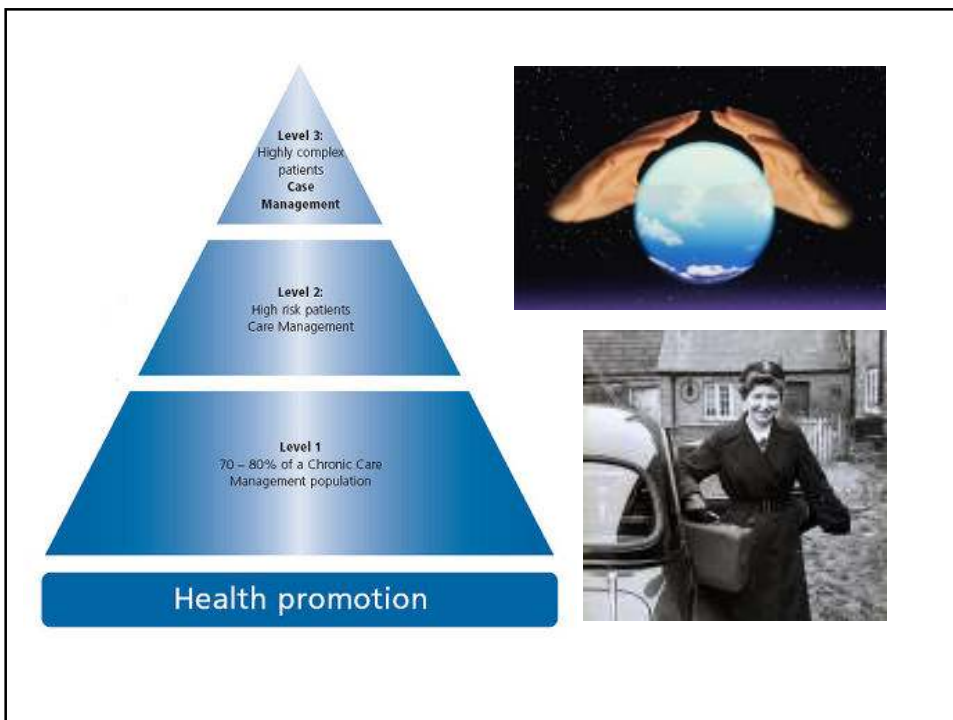 Level 3:
Highly complex
patients
Case
Management
Level 2:
High risk patients
Care Management
Level 1
70 – 80% of a Chronic Care
Management population
Health promotion